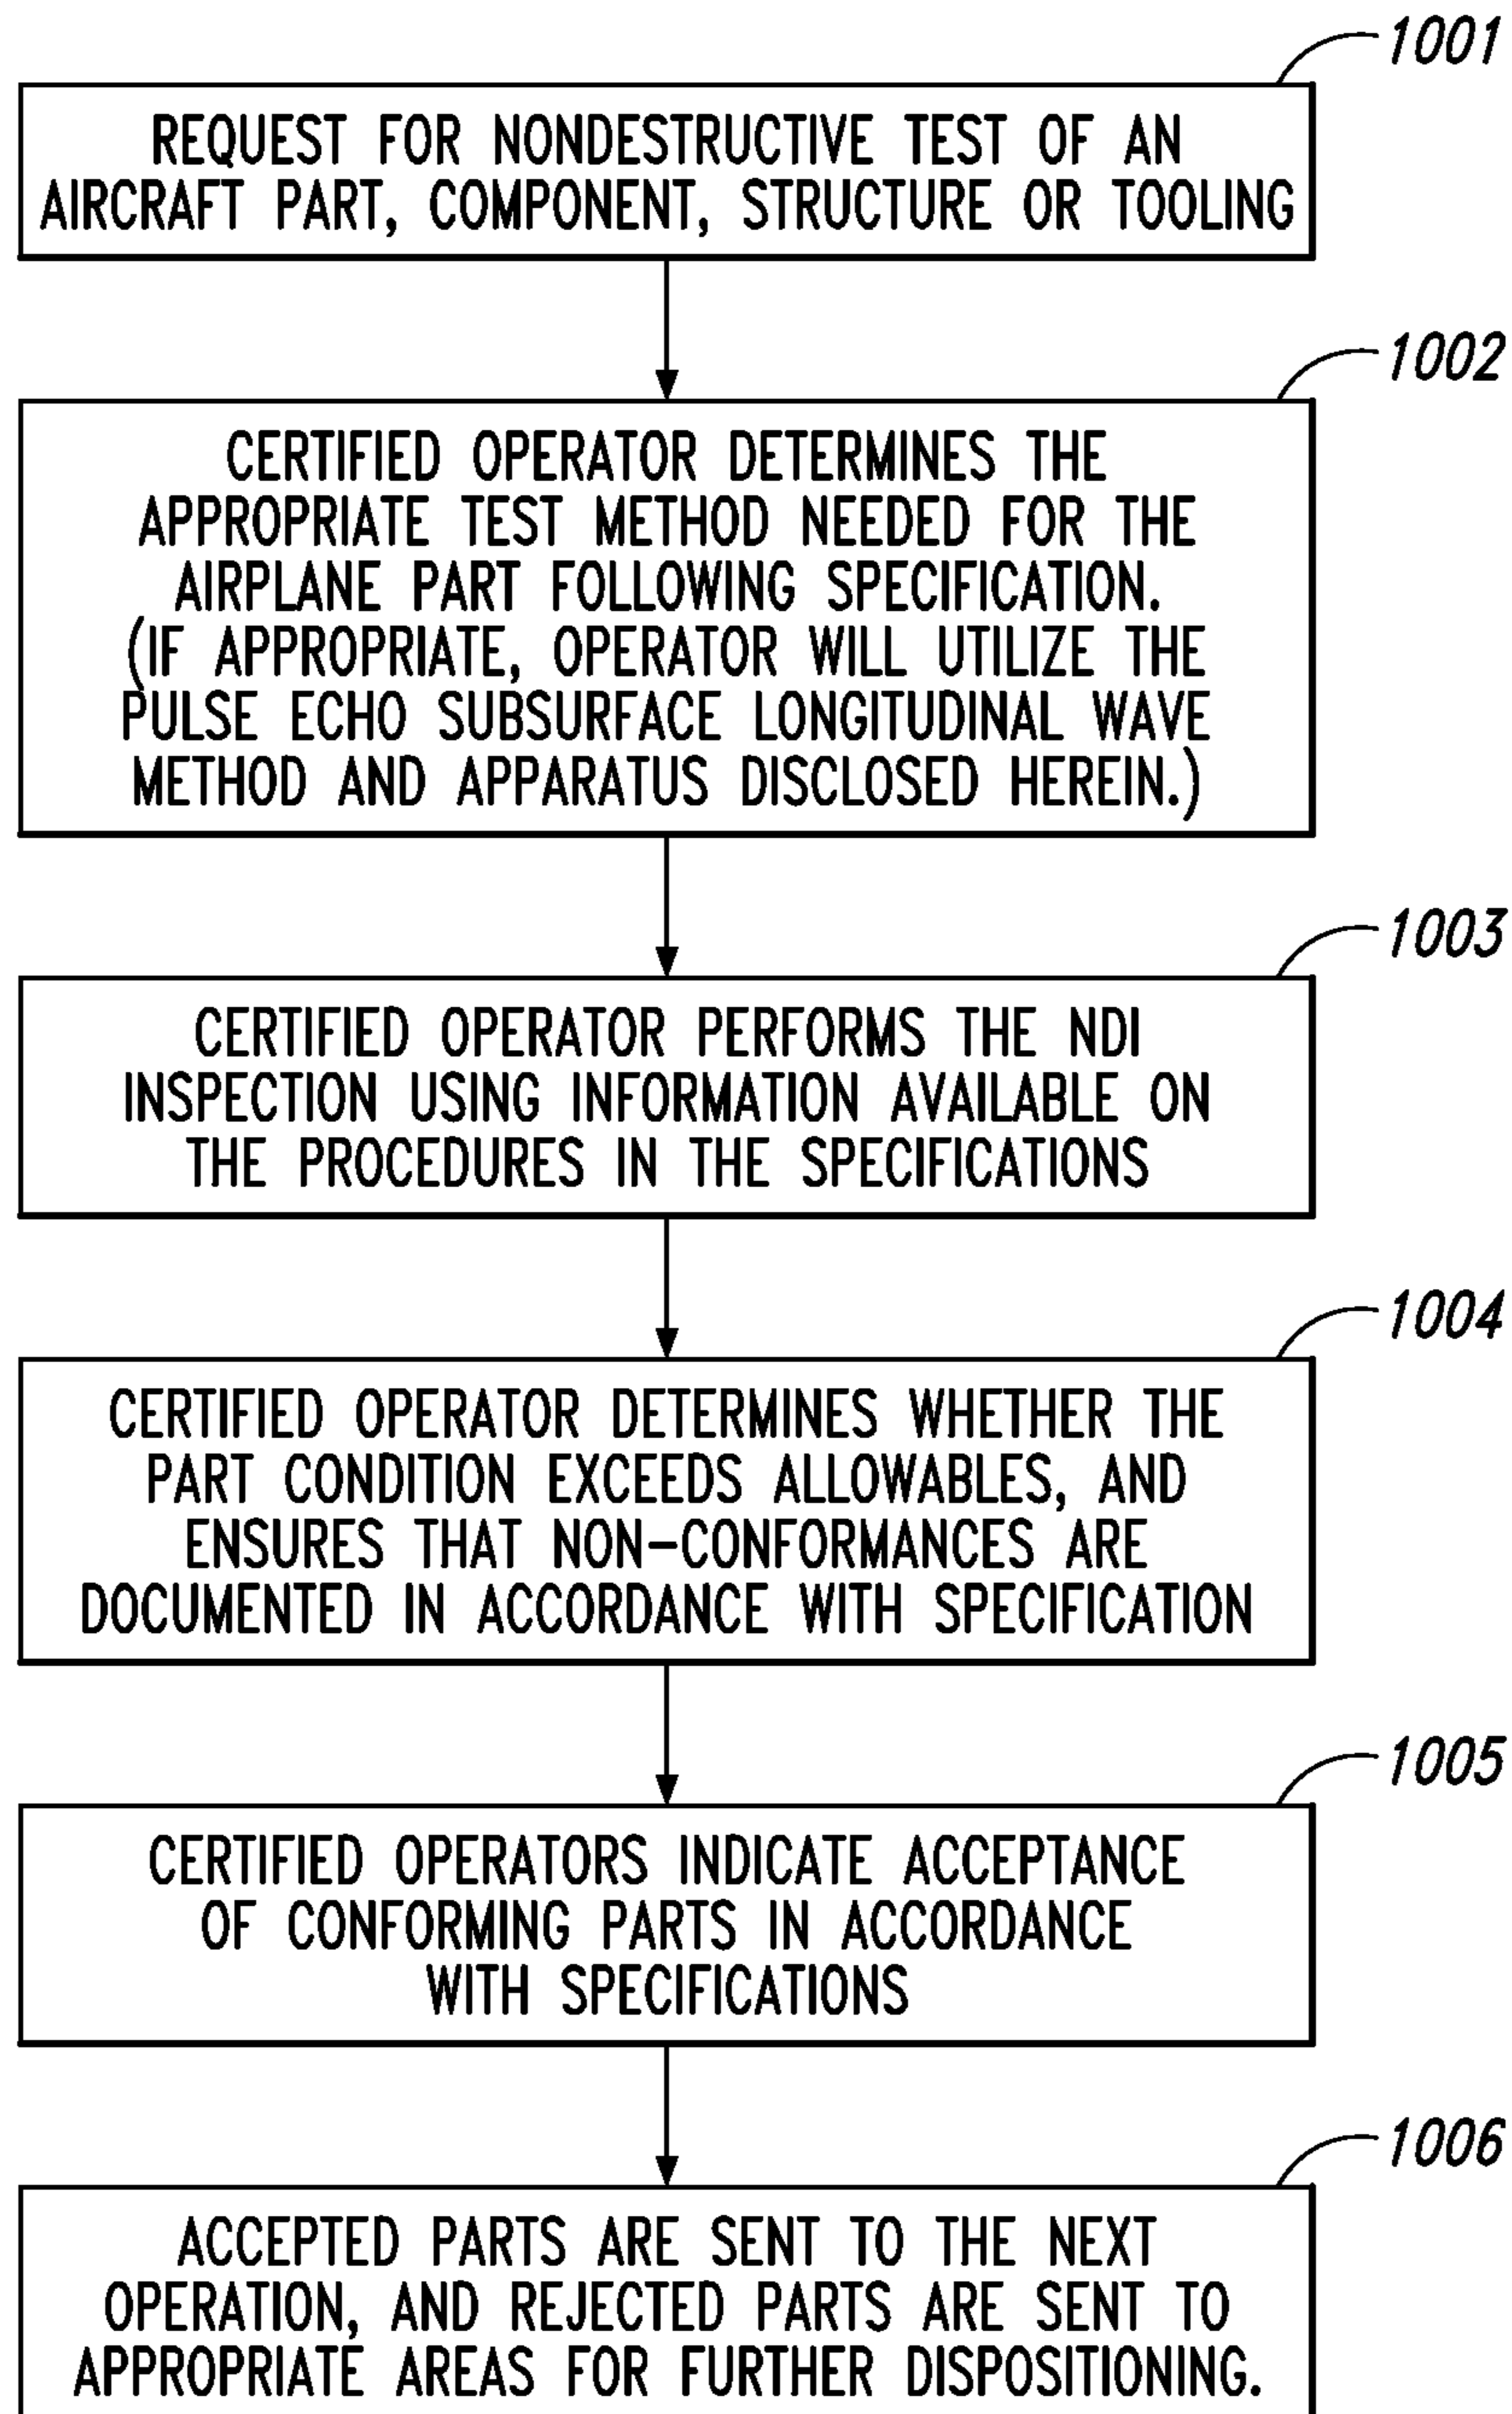 1001
REQUEST FOR NONDESTRUCTIVE TEST OF AN
AIRCRAFT PART, COMPONENT, STRUCTURE OR TOOLING
1002
CERTIFIED OPERATOR DETERMINES THE
APPROPRIATE TEST METHOD NEEDED FOR THE
AIRPLANE PART FOLLOWING SPECIFICATION.
(IF APPROPRIATE, OPERATOR WILL UTILIZE THE
PULSE ECHO SUBSURFACE LONGITUDINAL WAVE
METHOD AND APPARATUS DISCLOSED HEREIN.)
1003
CERTIFIED OPERATOR PERFORMS THE NDI
INSPECTION USING INFORMATION AVAILABLE ON
THE PROCEDURES IN THE SPECIFICATIONS
1004
CERTIFIED OPERATOR DETERMINES WHETHER THE
PART CONDITION EXCEEDS ALLOWABLES, AND
ENSURES THAT NON-CONFORMANCES ARE
DOCUMENTED IN ACCORDANCE WITH SPECIFICATION
1005
CERTIFIED OPERATORS INDICATE ACCEPTANCE
OF CONFORMING PARTS IN ACCORDANCE
WITH SPECIFICATIONS
1006
ACCEPTED PARTS ARE SENT TO THE NEXT
OPERATION, AND REJECTED PARTS ARE SENT TO
APPROPRIATE AREAS FOR FURTHER DISPOSITIONING.